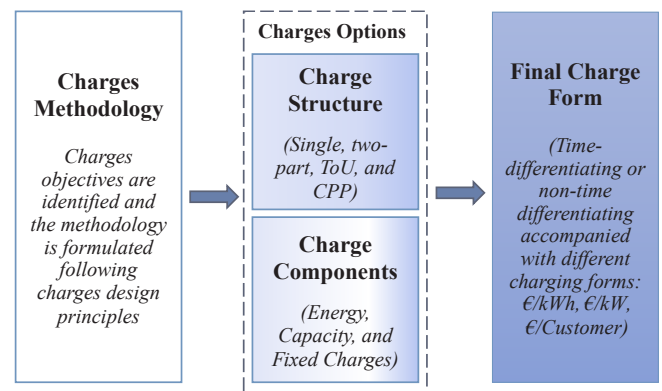 Charges
Methodology
Charges
objectives are
identified and
the methodology
is formulated
following
charges design
principles
Charges Options
Charge
Structure
(Single, two-
part, ToU, and
CPP)
Charge
Components
(Energy,
Capacity, and
Fixed Charges)
Final Charge
Form
(Time-
differentiating or
non-time
differentiating
accompanied
with different
charging forms:
€/kWh, €/kW,
€/Customer)